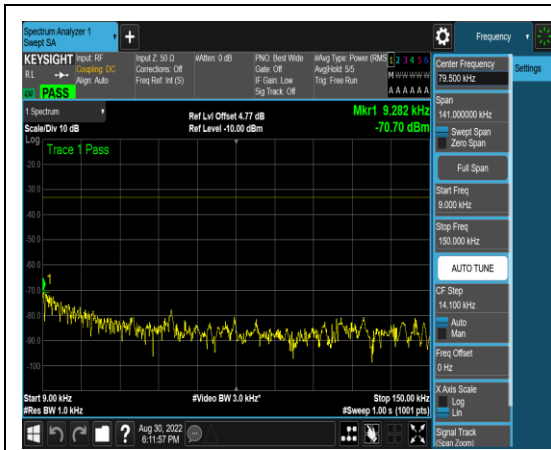 Spectrum Analyzer 1
Swept SA
Frequency
KEYSIGHT
RL
PASS
Input: RF
Coupling: DC
Align: Auto
Input Z: 50 Ω
Corrections: Off
Freq Ref: Int (S)
#Atten: 0 dB
PNO: Best Wide
Gate: Off
IF Gain: Low
Sig Track: Off
#Avg Type: Power (RMS
Avg|Hold: 5/5
Trig: Free Run
1 2 3 4 5 6
M W W W W W
A A A A A A
1 Spectrum
Scale/Div 10 dB
Ref Lvl Offset 4.77 dB
Ref Level -10.00 dBm
Mkr1 9.282 kHz
-70.70 dBm
Log
Trace 1 Pass
-20.0
-30.0
-40.0
-50.0
-60.0
-70.0
-80.0
-90.0
-100
1
Start 9.00 kHz
#Res BW 1.0 kHz
#Video BW 3.0 kHz*
Stop 150.00 kHz
#Sweep 1.00 s (1001 pts)
?
Aug 30, 2022
6:11:57 PM
Center Frequency
79.500 kHz
Settings
Span
141.000000 kHz
Swept Span
Zero Span
Full Span
Start Freq
9.000 kHz
Stop Freq
150.000 kHz
AUTO TUNE
CF Step
14.100 kHz
Auto
Man
Freq Offset
0 Hz
X Axis Scale
Log
Lin
Signal Track
(Span Zoom)